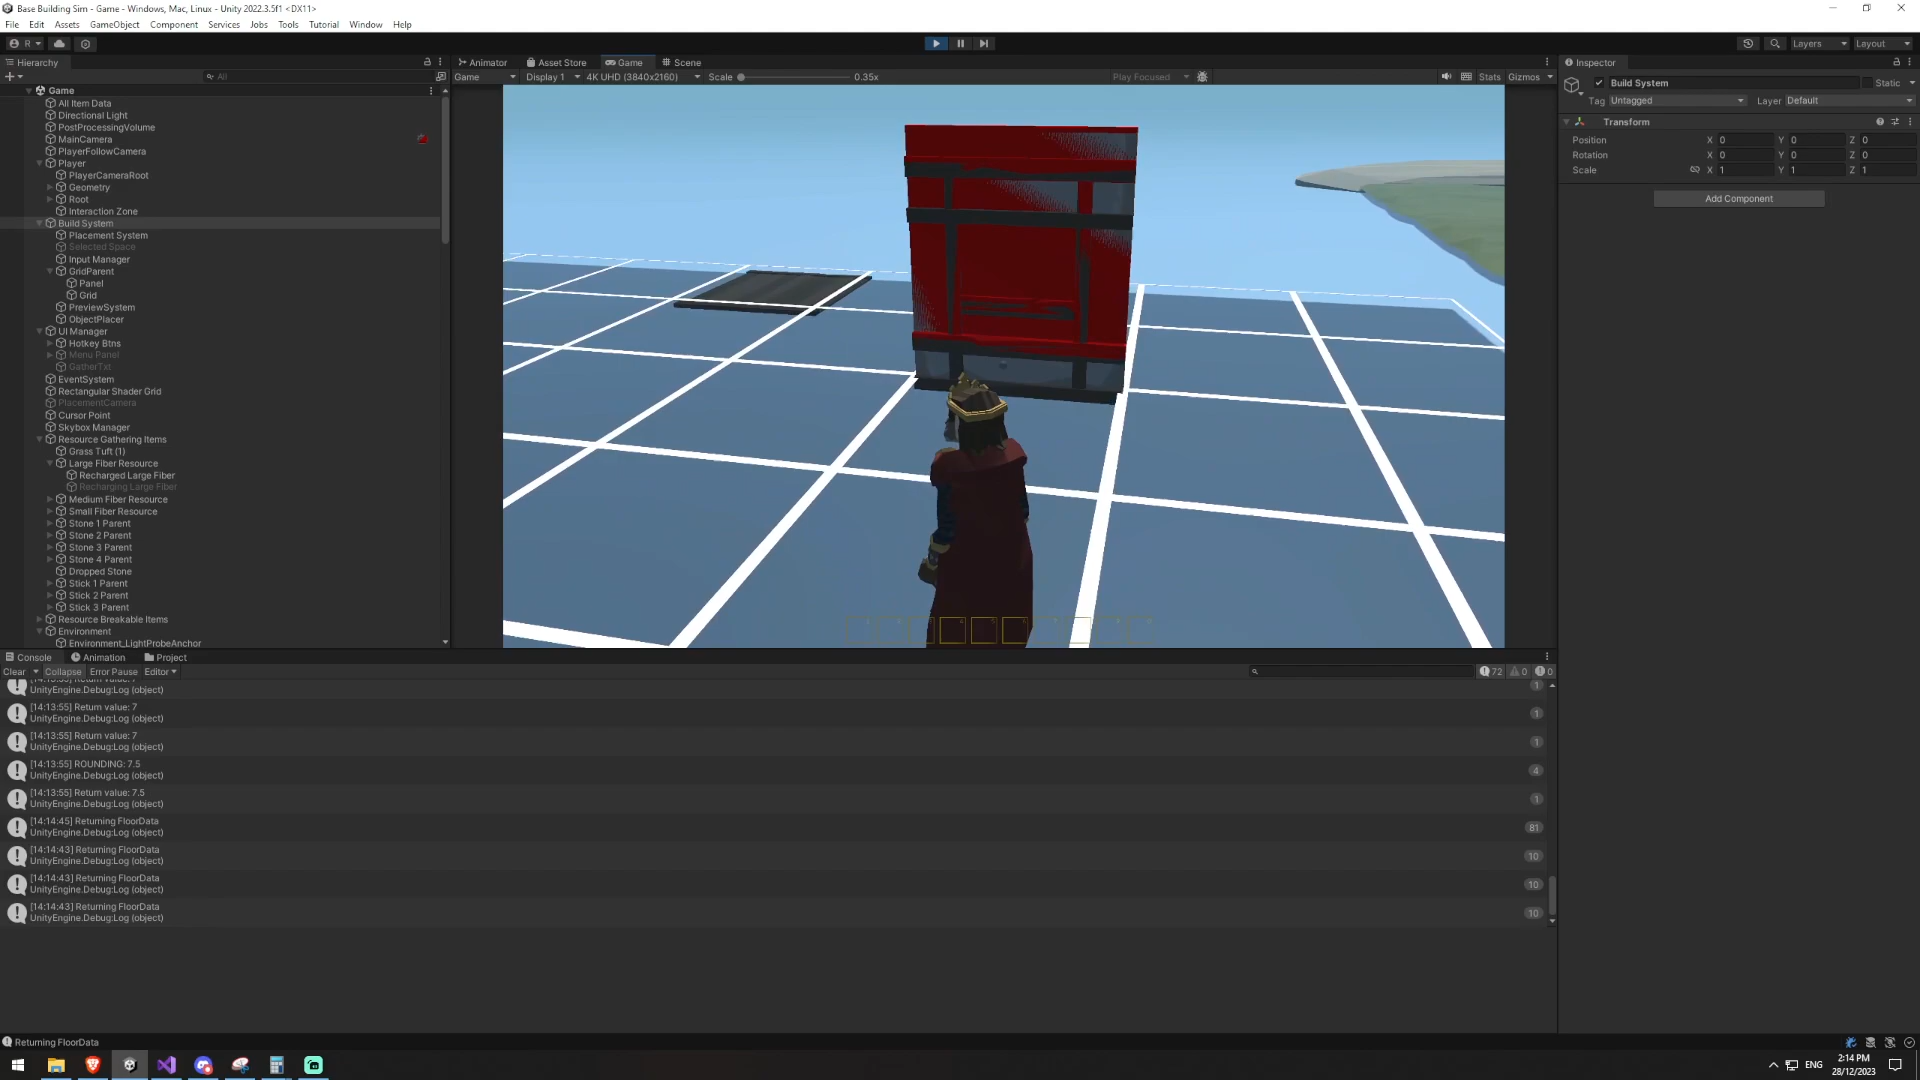 Base Building Sim - Game - Windows, Mac, Linux - Unity 2022.3.5f1 <DX11>
File Edit Assets GameObject Component Services Jobs Tools Tutorial Window Help
R Layers Layout
Hierarchy
All
Game
All Item Data
Directional Light
PostProcessingVolume
MainCamera
PlayerFollowCamera
Player
PlayerCameraRoot
Geometry
Root
Interaction Zone
Build System
Placement System
Selected Space
Input Manager
GridParent
Panel
Grid
PreviewSystem
ObjectPlacer
UI Manager
Hotkey Btns
Menu Panel
GatherTxt
EventSystem
Rectangular Shader Grid
PlacementCamera
Cursor Point
Skybox Manager
Resource Gathering Items
Grass Tuft (1)
Large Fiber Resource
Recharged Large Fiber
Recharging Large Fiber
Medium Fiber Resource
Small Fiber Resource
Stone 1 Parent
Stone 2 Parent
Stone 3 Parent
Stone 4 Parent
Dropped Stone
Stick 1 Parent
Stick 2 Parent
Stick 3 Parent
Resource Breakable Items
Environment
Environment_LightProbeAnchor
Animator Asset Store Game Scene
Game Display 1 4K UHD (3840x2160) Scale 0.35x Play Focused Stats Gizmos
Inspector
Build System Static
Tag Untagged Layer Default
Transform
Position X 0 Y 0 Z 0
Rotation X 0 Y 0 Z 0
Scale X 1 Y 1 Z 1
Add Component
Console Animation Project
Clear Collapse Error Pause Editor 72 0 0
[14:13:55] Return value: 7
UnityEngine.Debug:Log (object) 1
[14:13:55] Return value: 7
UnityEngine.Debug:Log (object) 1
[14:13:55] Return value: 7
UnityEngine.Debug:Log (object) 1
[14:13:55] ROUNDING: 7.5
UnityEngine.Debug:Log (object) 4
[14:13:55] Return value: 7.5
UnityEngine.Debug:Log (object) 1
[14:14:45] Returning FloorData
UnityEngine.Debug:Log (object) 81
[14:14:43] Returning FloorData
UnityEngine.Debug:Log (object) 10
[14:14:43] Returning FloorData
UnityEngine.Debug:Log (object) 10
[14:14:43] Returning FloorData
UnityEngine.Debug:Log (object) 10
Returning FloorData
ENG
2:14 PM
28/12/2023